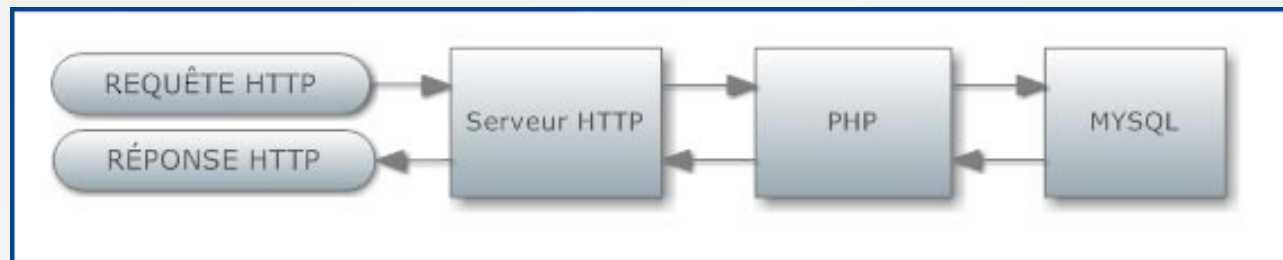 REQUÊTE HTTP
RÉPONSE HTTP
Serveur HTTP
PHP
MYSQL